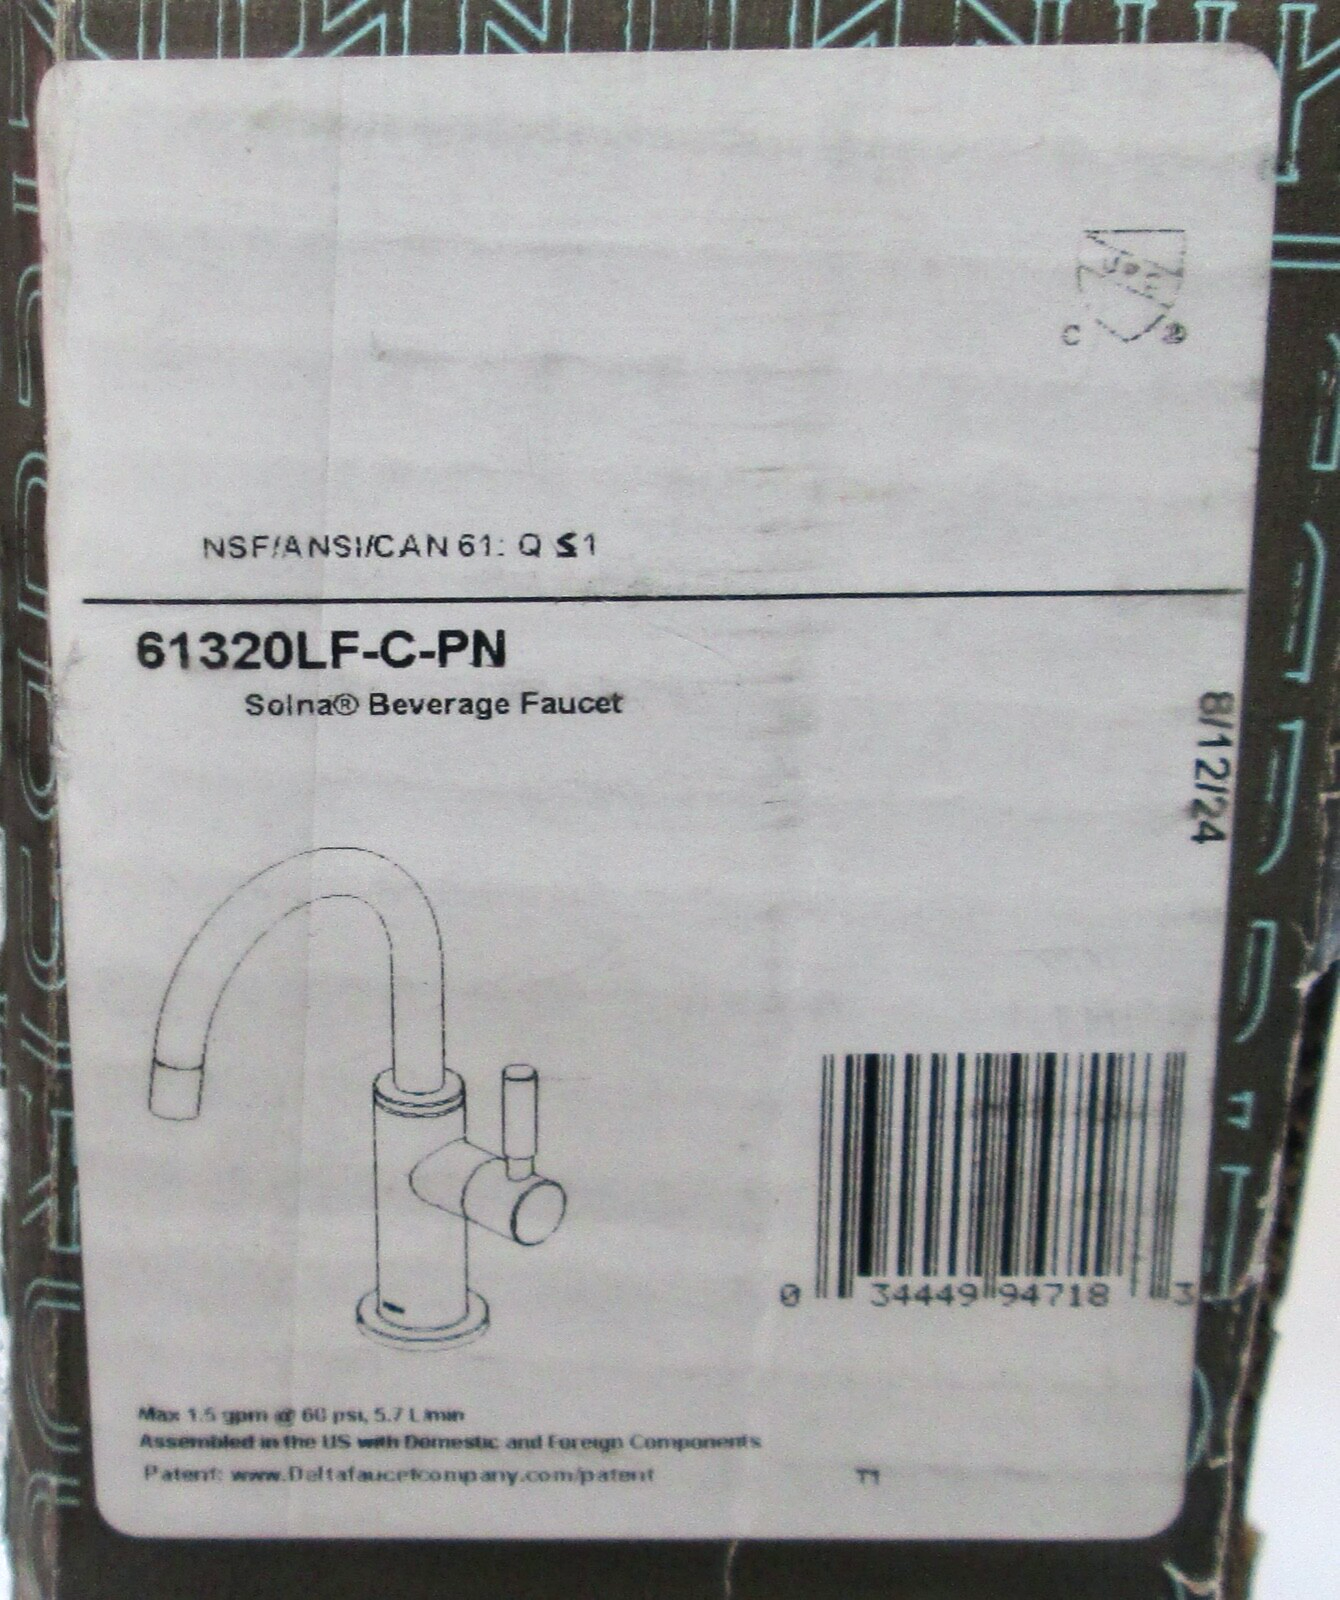 C ®
NSF/ANSI/CAN 61: Q ≤ 1
61320LF-C-PN
Solna® Beverage Faucet
8/12/24
0 34449 94718 3
Max 1.5 gpm @ 60 psi, 5.7 L/min
Assembled in the US with Domestic and Foreign Components
Patent: www.Deltafaucetcompany.com/patent
T1